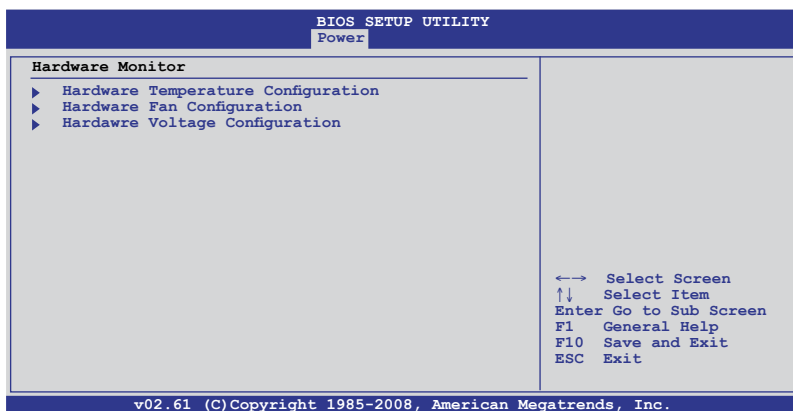 BIOS SETUP UTILITY
Power
Hardware Monitor
Hardware Temperature Configuration
Hardware Fan Configuration
Hardawre Voltage Configuration
←→ Select Screen
↑↓ Select Item
Enter Go to Sub Screen
F1 General Help
F10 Save and Exit
ESC Exit
v02.61 (C)Copyright 1985-2008, American Megatrends, Inc.